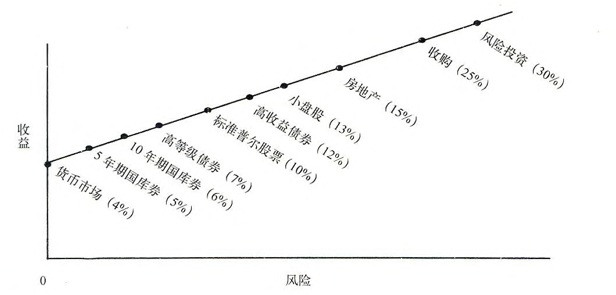 收益
货币市场（4%）
5年期国库券（5%）
10年期国库券（6%）
高等级债券（7%）
标准普尔股票（10%）
高收益债券（12%）
小盘股（13%）
房地产（15%）
收购（25%）
风险投资（30%）
0
风险